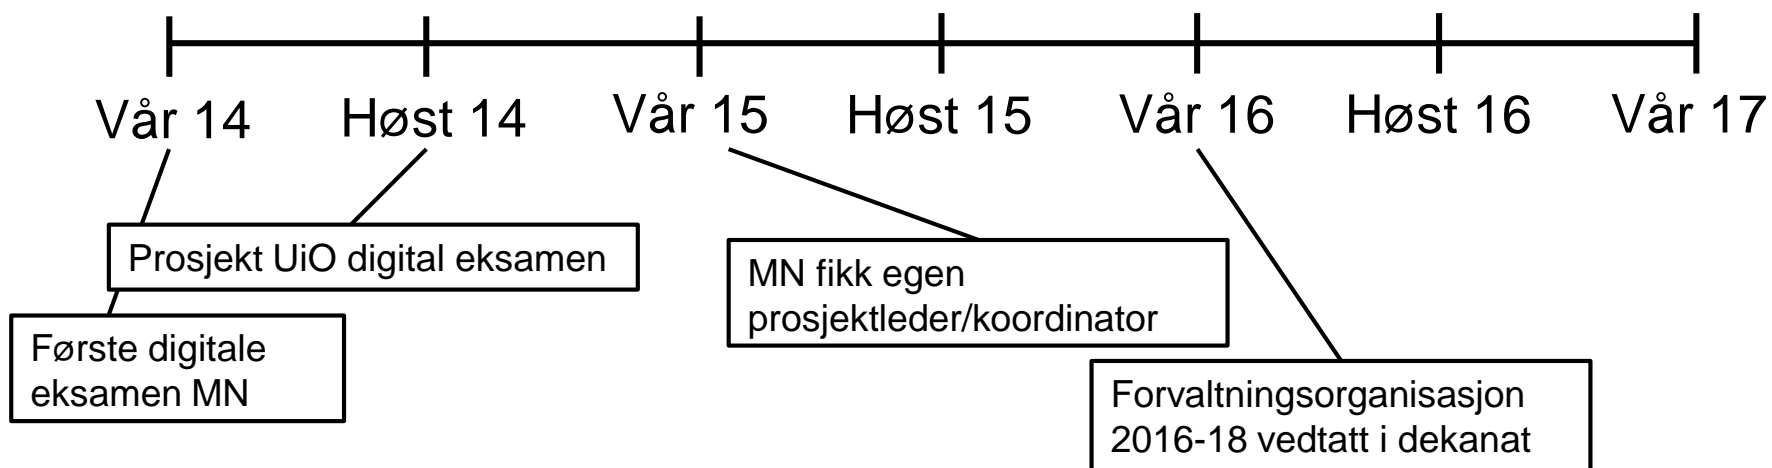 Vår 14
Høst 14
Vår 15
Høst 15
Vår 16
Høst 16
Vår 17
Prosjekt UiO digital eksamen
Første digitale
eksamen MN
MN fikk egen
prosjektleder/koordinator
Forvaltningsorganisasjon
2016-18 vedtatt i dekanat